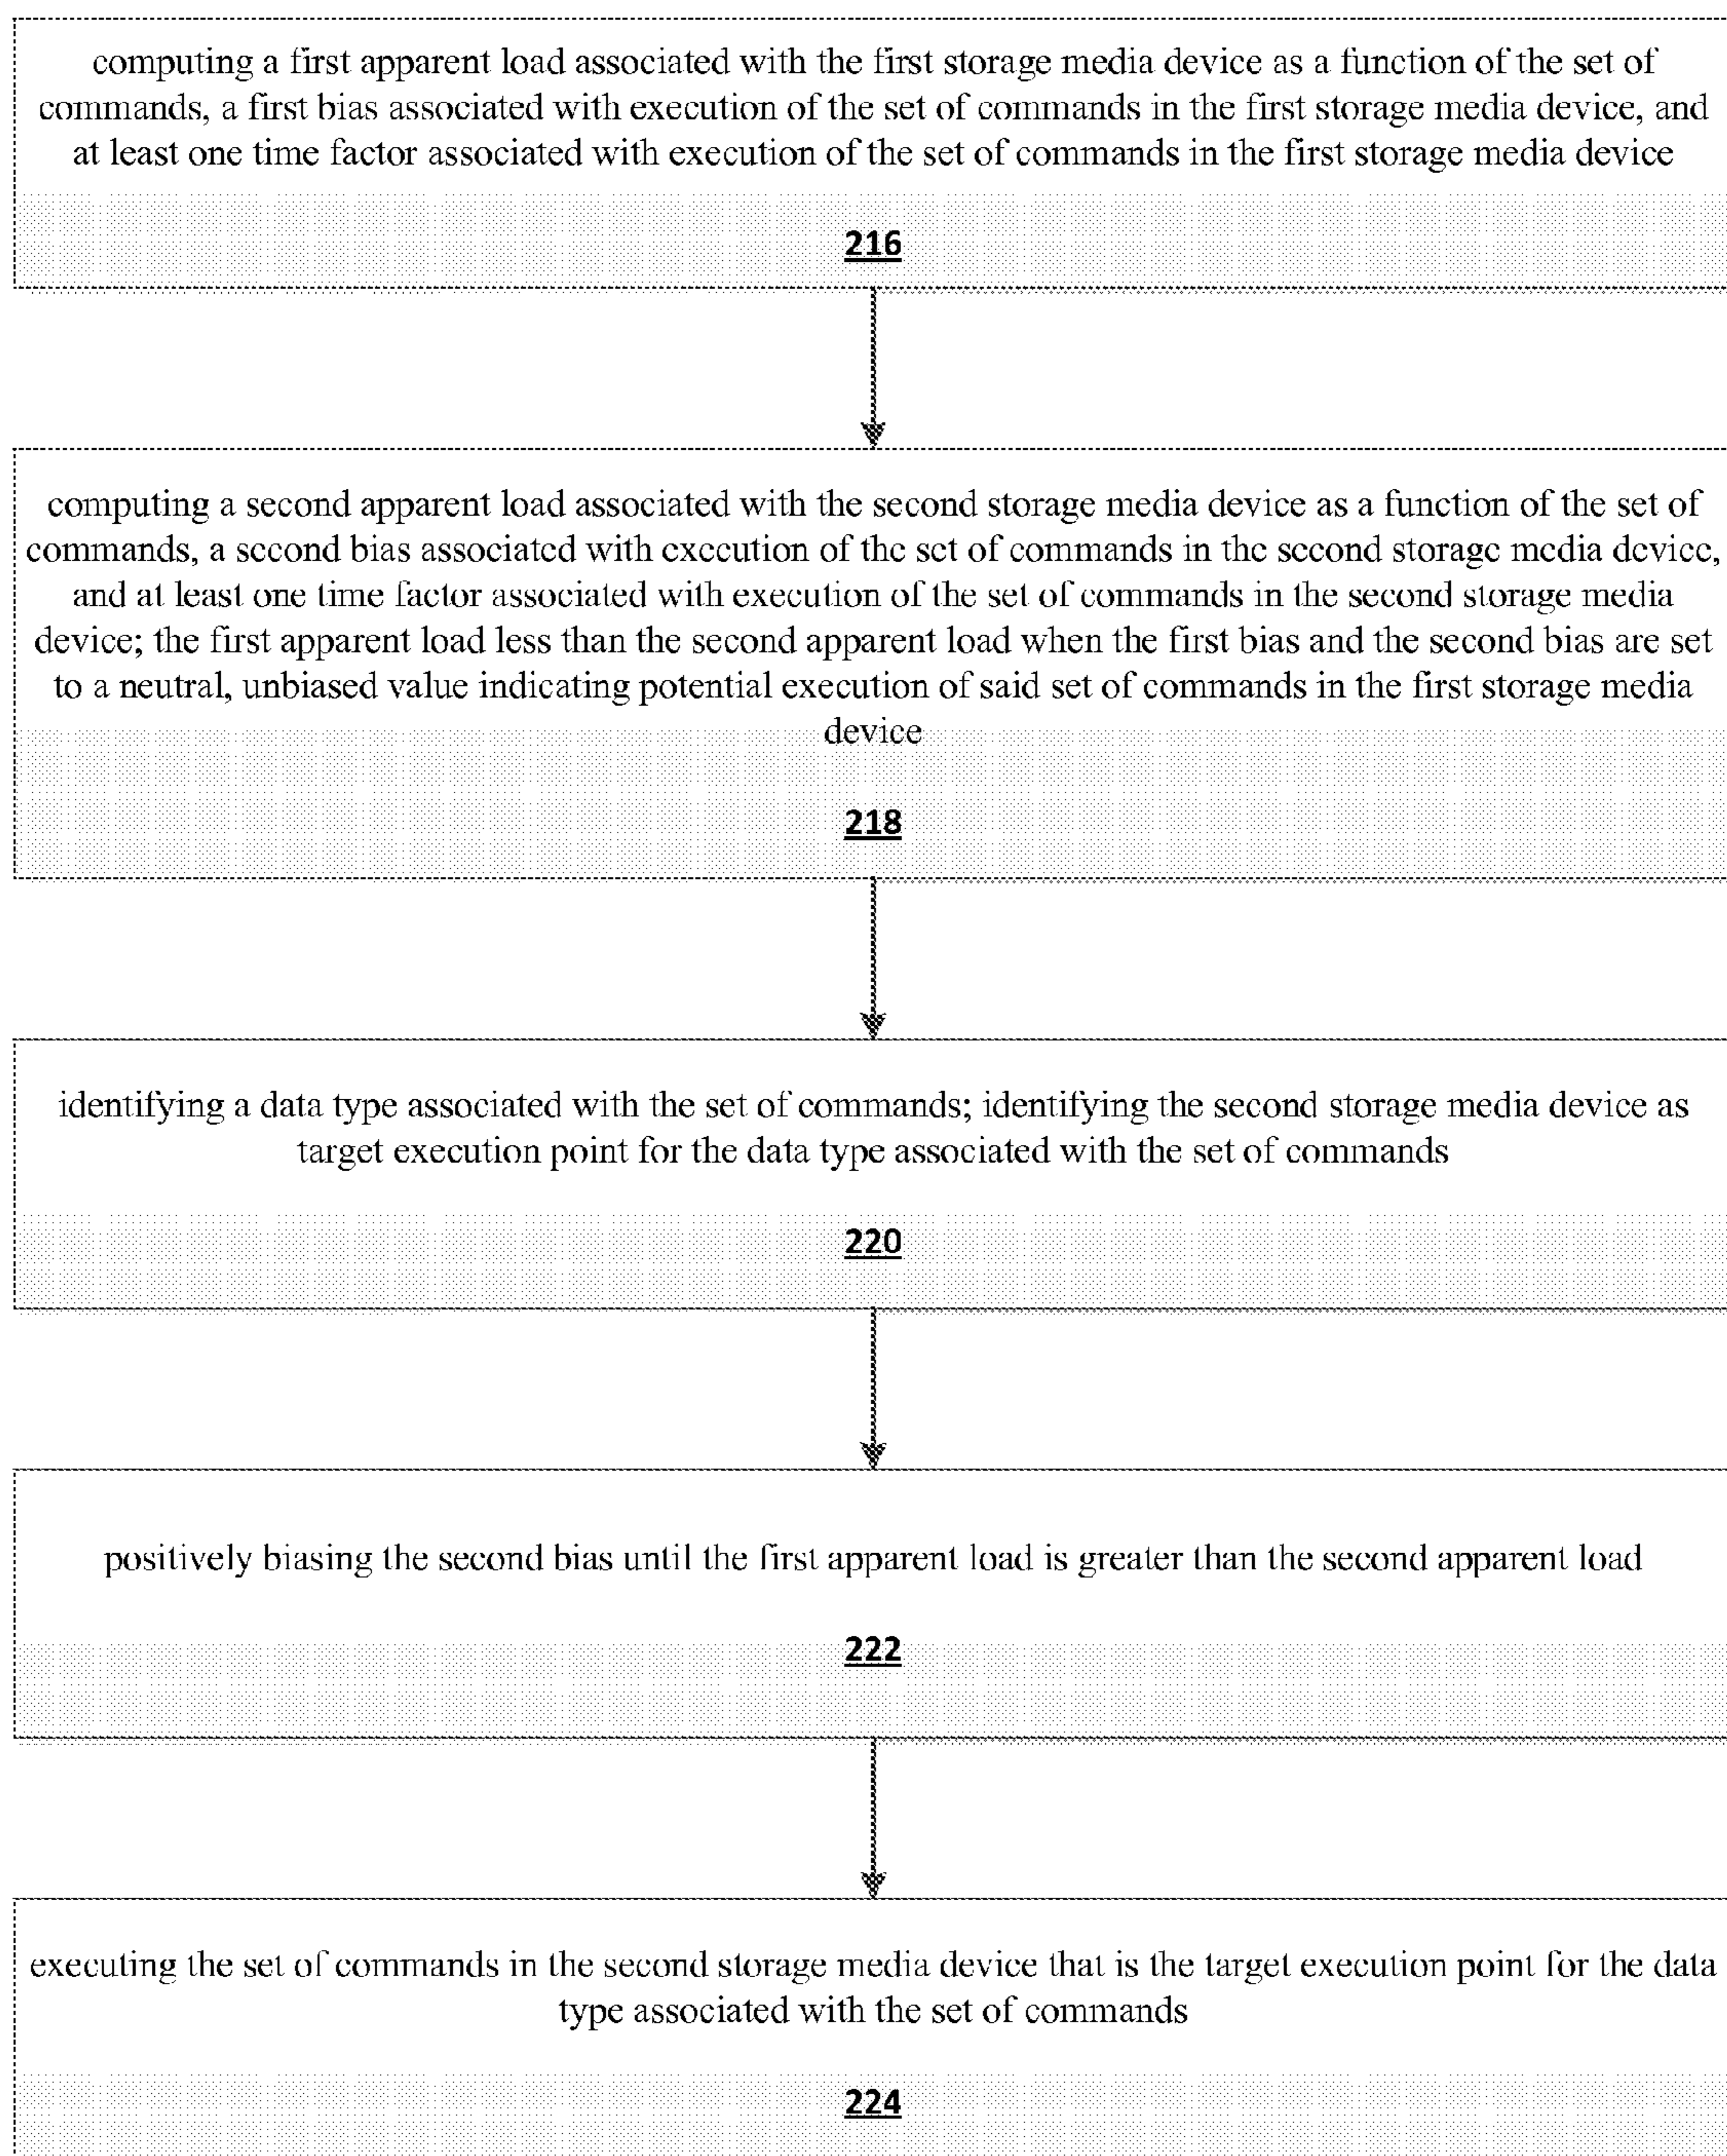 computing a first apparent load associated with the first storage media device as a function of the set of
commands, a first bias associated with execution of the set of commands in the first storage media device, and
at least one time factor associated with execution of the set of commands in the first storage media device
216
computing a second apparent load associated with the second storage media device as a function of the set of
commands, a second bias associated with execution of the set of commands in the second storage media device,
and at least one time factor associated with execution of the set of commands in the second storage media
device; the first apparent load less than the second apparent load when the first bias and the second bias are set
to a neutral, unbiased value indicating potential execution of said set of commands in the first storage media
device
218
identifying a data type associated with the set of commands; identifying the second storage media device as
target execution point for the data type associated with the set of commands
220
positively biasing the second bias until the first apparent load is greater than the second apparent load
222
executing the set of commands in the second storage media device that is the target execution point for the data
type associated with the set of commands
224